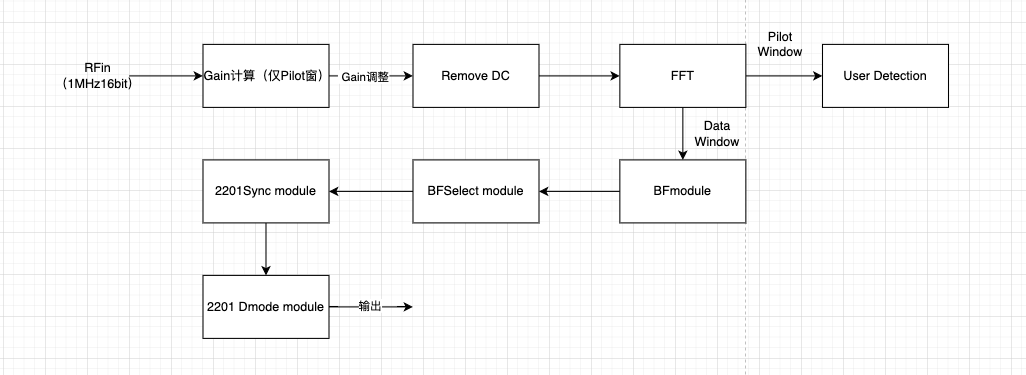 RFin
（1MHz16bit）
Gain计算（仅Pilot窗）
Gain调整
Remove DC
FFT
Pilot
Window
User Detection
Data
Window
2201Sync module
BFSelect module
BFmodule
2201 Dmode module
输出